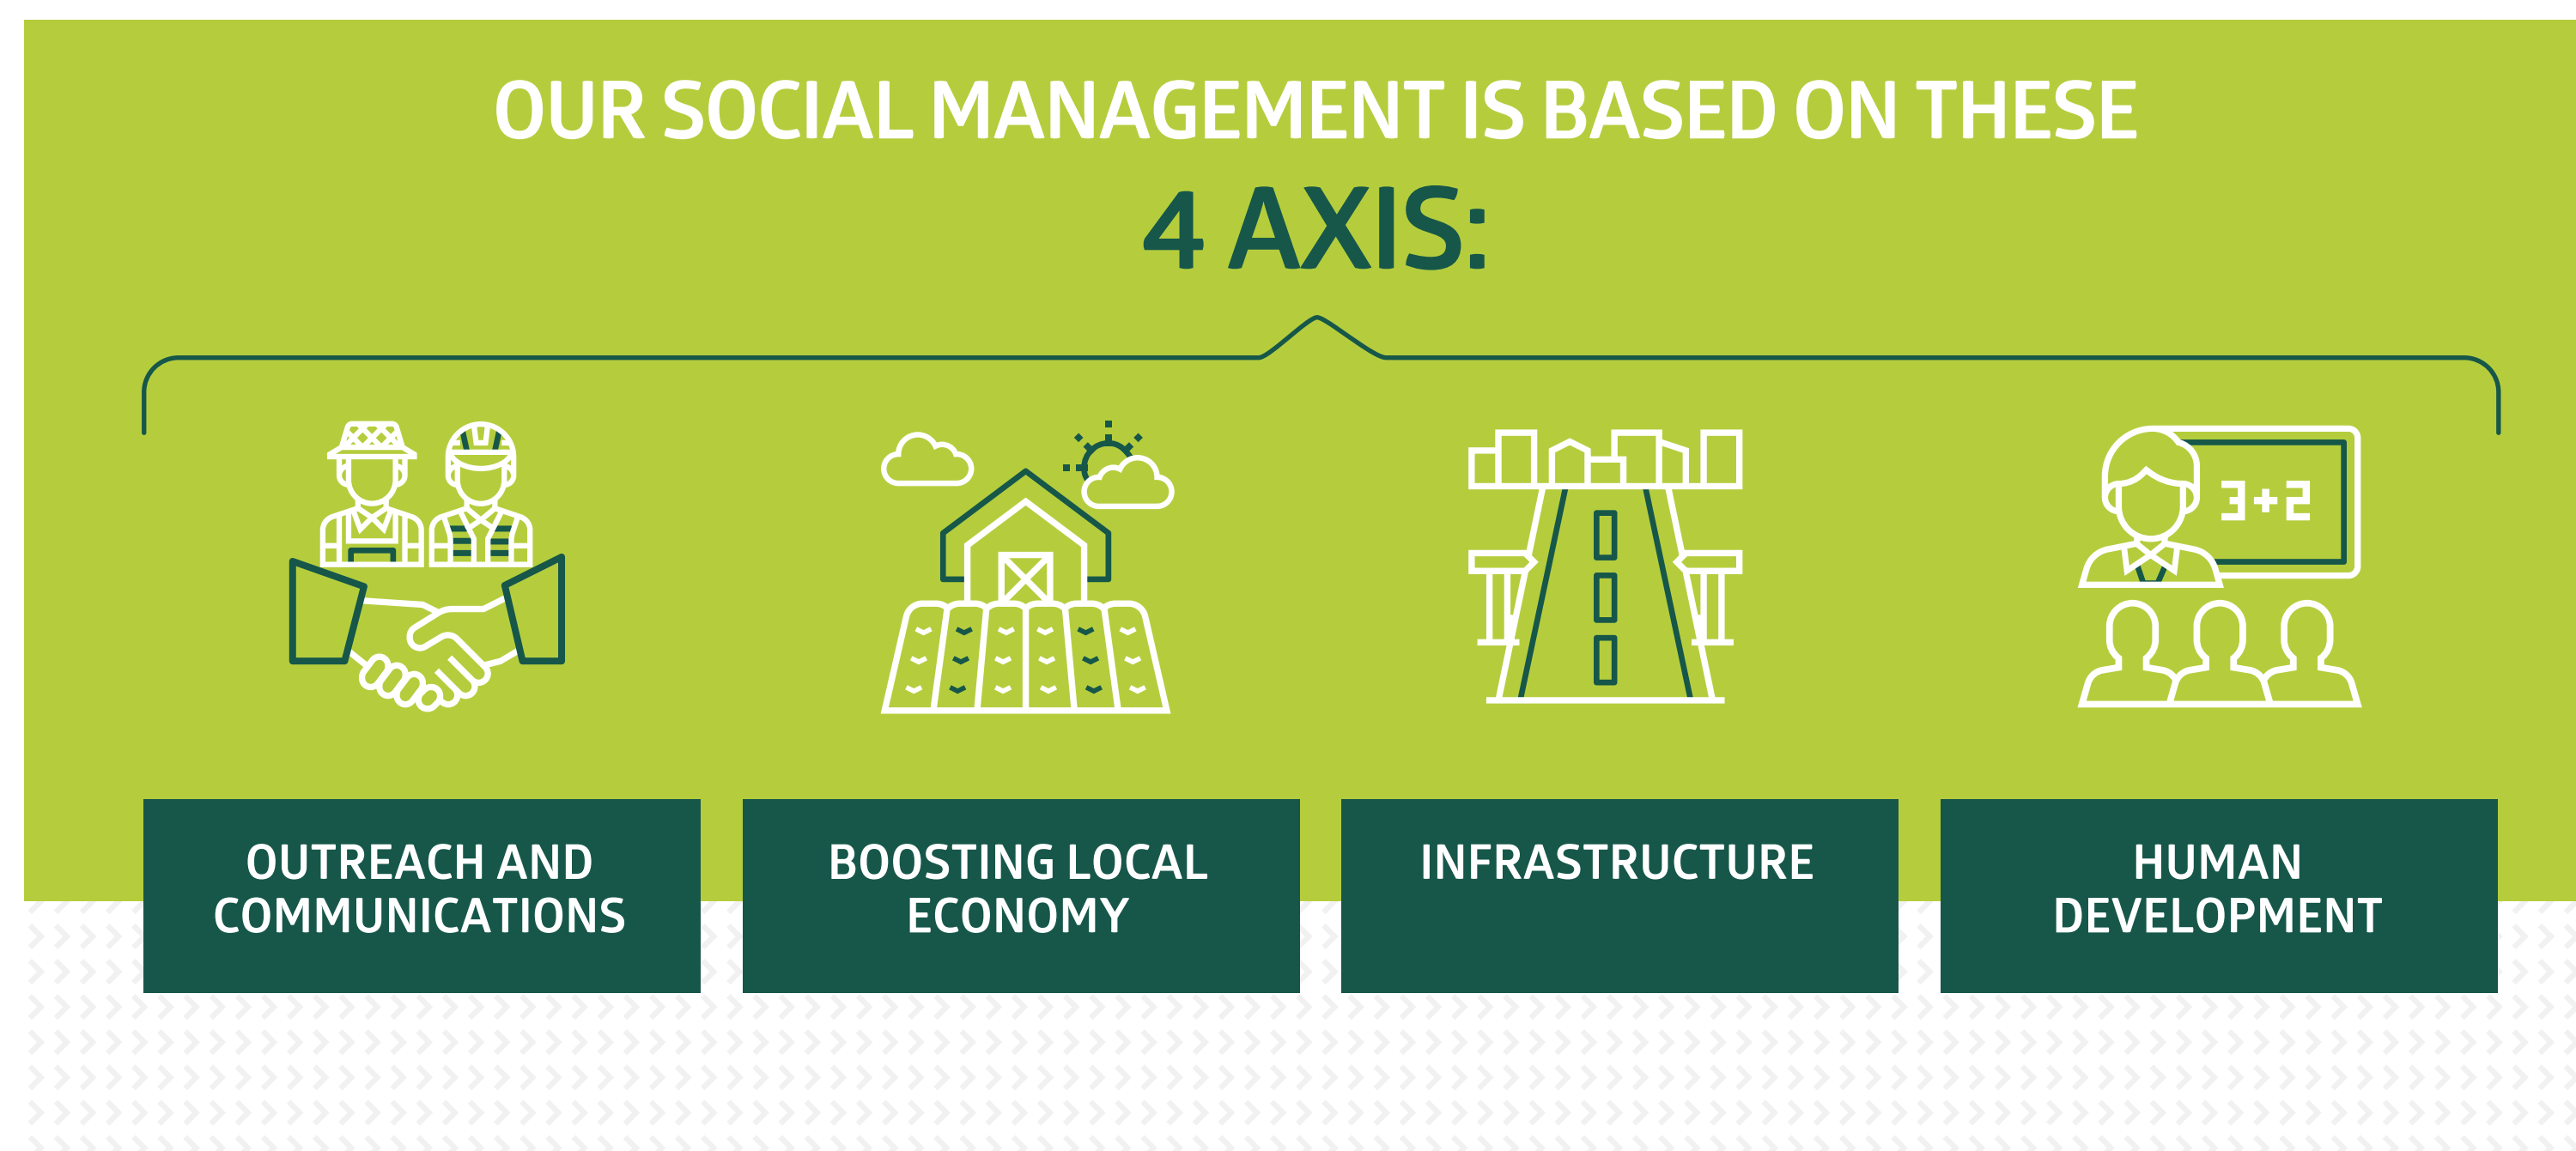 OUR SOCIAL MANAGEMENT IS BASED ON THESE
4 AXIS:
3+2
OUTREACH AND
COMMUNICATIONS
BOOSTING LOCAL
ECONOMY
INFRASTRUCTURE
HUMAN
DEVELOPMENT